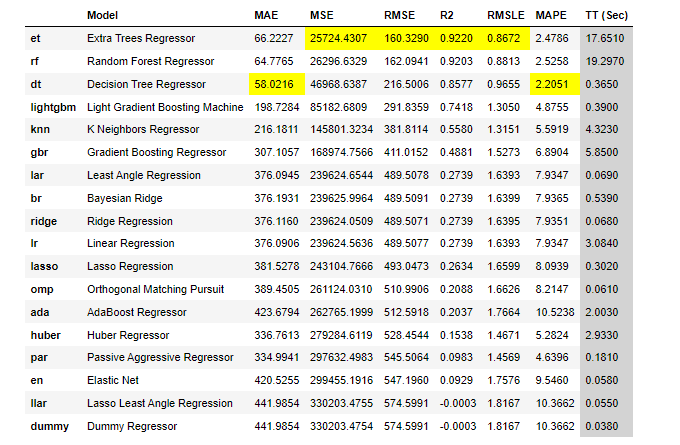 Model MAE MSE RMSE R2 RMSLE MAPE TT (Sec)
et Extra Trees Regressor 66.2227 25724.4307 160.3290 0.9220 0.8672 2.4786 17.6510
rf Random Forest Regressor 64.7765 26296.6329 162.0941 0.9203 0.8813 2.5258 19.2970
dt Decision Tree Regressor 58.0216 46968.6387 216.5006 0.8577 0.9655 2.2051 0.3650
lightgbm Light Gradient Boosting Machine 198.7284 85182.6809 291.8359 0.7418 1.3050 4.8755 0.3900
knn K Neighbors Regressor 216.1811 145801.3234 381.8114 0.5580 1.3151 5.5919 4.3230
gbr Gradient Boosting Regressor 307.1057 168974.7566 411.0152 0.4881 1.5273 6.8904 5.8500
lar Least Angle Regression 376.0945 239624.6544 489.5078 0.2739 1.6393 7.9347 0.0690
br Bayesian Ridge 376.1931 239625.9964 489.5091 0.2739 1.6399 7.9365 0.5390
ridge Ridge Regression 376.1160 239624.0509 489.5071 0.2739 1.6395 7.9351 0.0680
lr Linear Regression 376.0906 239624.5636 489.5077 0.2739 1.6393 7.9347 3.0840
lasso Lasso Regression 381.5278 243104.7666 493.0473 0.2634 1.6599 8.0939 0.3020
omp Orthogonal Matching Pursuit 389.4505 261124.0310 510.9906 0.2088 1.6626 8.2147 0.0610
ada AdaBoost Regressor 423.6794 262765.1999 512.5918 0.2037 1.7664 10.5238 2.0030
huber Huber Regressor 336.7613 279284.6119 528.4544 0.1538 1.4671 5.2824 2.9330
par Passive Aggressive Regressor 334.9941 297632.4983 545.5064 0.0983 1.4569 4.6396 0.1810
en Elastic Net 420.5255 299455.1916 547.1960 0.0929 1.7576 9.5460 0.0580
llar Lasso Least Angle Regression 441.9854 330203.4755 574.5991 -0.0003 1.8167 10.3662 0.0550
dummy Dummy Regressor 441.9854 330203.4754 574.5991 -0.0003 1.8167 10.3662 0.0380